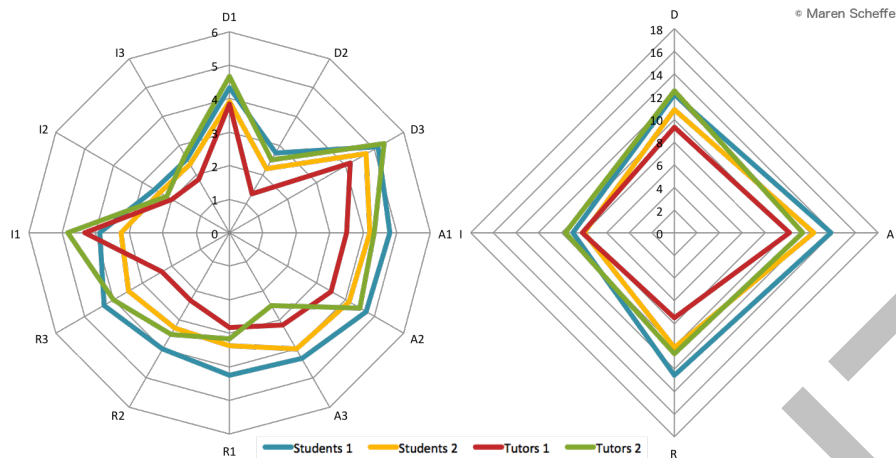 © Maren Scheffe
D1
D2
D3
A1
A2
A3
R1
R2
R3
I1
I2
I3
6
5
4
3
2
1
0
D
A
R
I
18
16
14
12
10
8
6
4
2
0
Students 1 Students 2 Tutors 1 Tutors 2